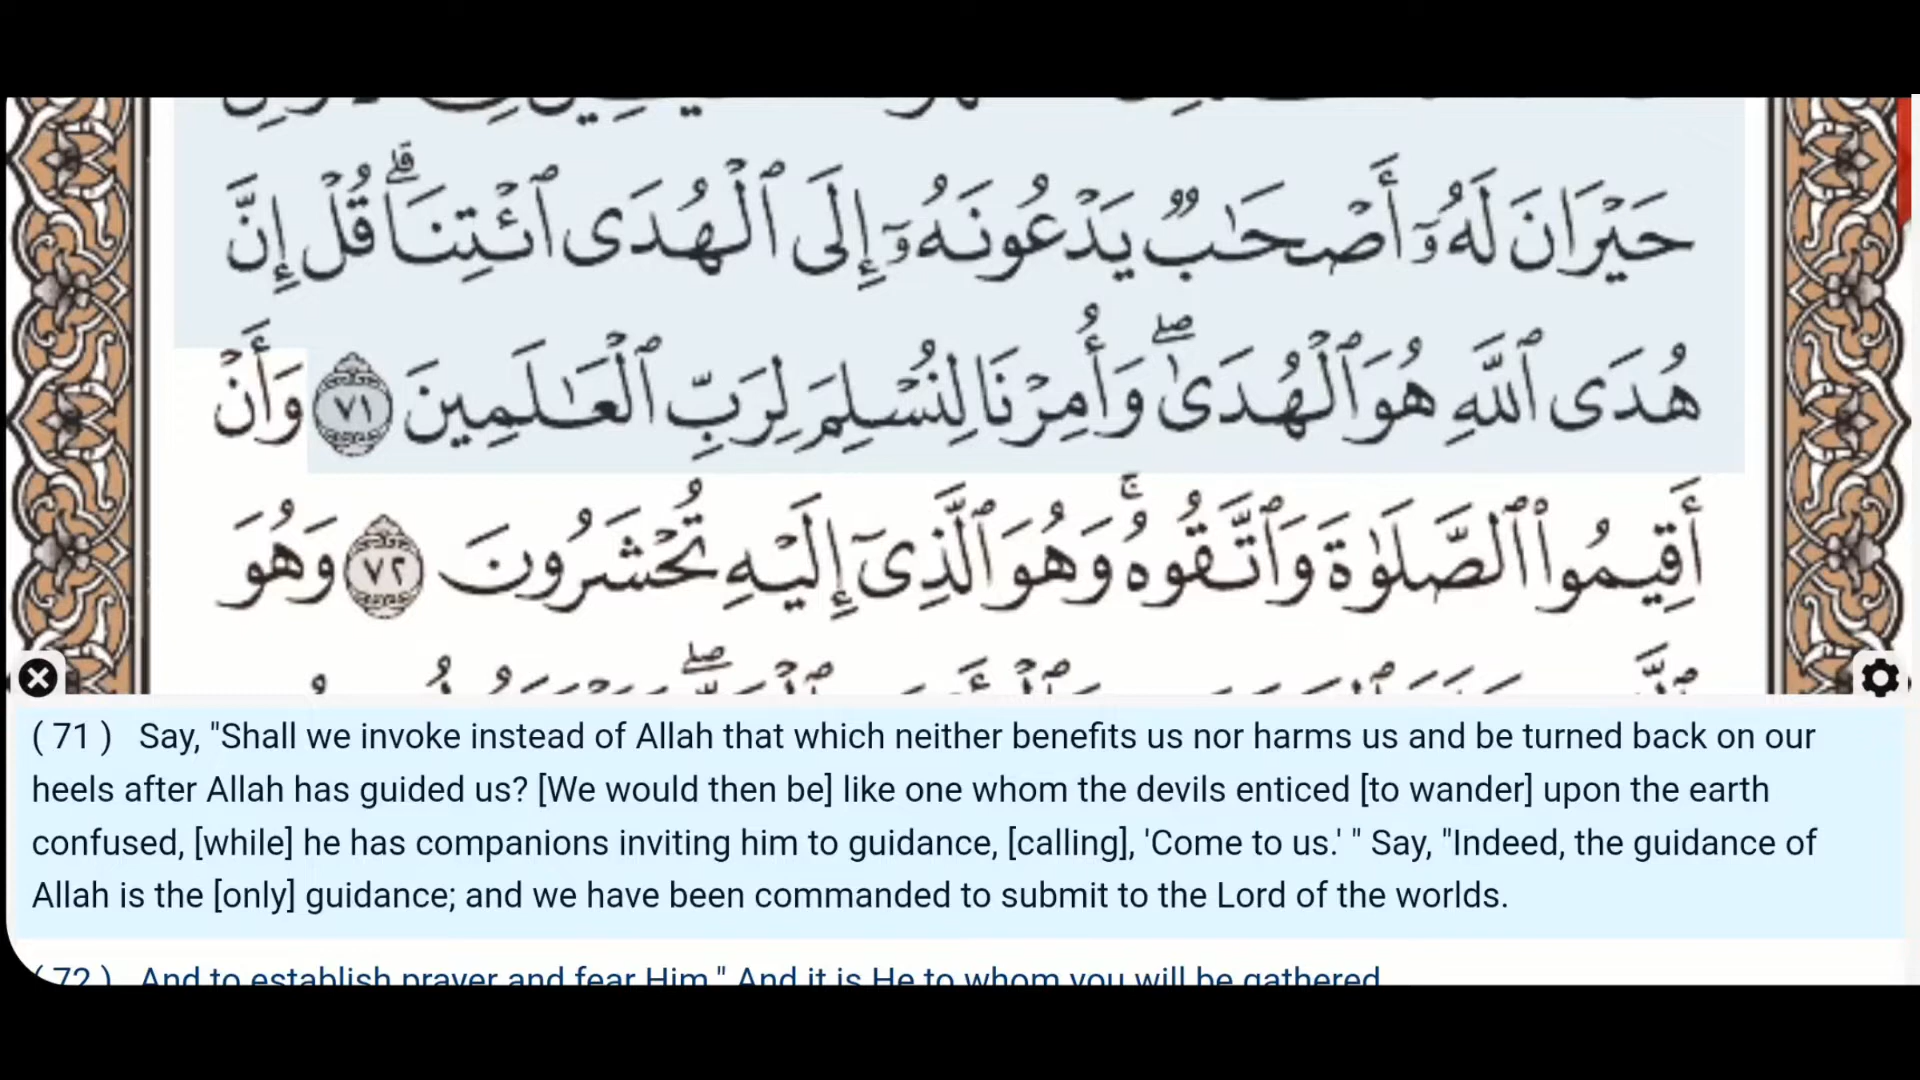 حَيْرَانَ لَهُۥٓ أَصْحَٰبٌ يَدْعُونَهُۥٓ إِلَى ٱلْهُدَى ٱئْتِنَا ۗ قُلْ إِنَّ
هُدَى ٱللَّهِ هُوَ ٱلْهُدَىٰ ۖ وَأُمِرْنَا لِنُسْلِمَ لِرَبِّ ٱلْعَٰلَمِينَ ٧١ وَأَنْ
أَقِيمُوا۟ ٱلصَّلَوٰةَ وَٱتَّقُوهُ ۚ وَهُوَ ٱلَّذِىٓ إِلَيْهِ تُحْشَرُونَ ٧٢ وَهُوَ
( 71 ) Say, "Shall we invoke instead of Allah that which neither benefits us nor harms us and be turned back on our
heels after Allah has guided us? [We would then be] like one whom the devils enticed [to wander] upon the earth
confused, [while] he has companions inviting him to guidance, [calling], 'Come to us.' " Say, "Indeed, the guidance of
Allah is the [only] guidance; and we have been commanded to submit to the Lord of the worlds.
( 72 ) And to establish prayer and fear Him." And it is He to whom you will be gathered.